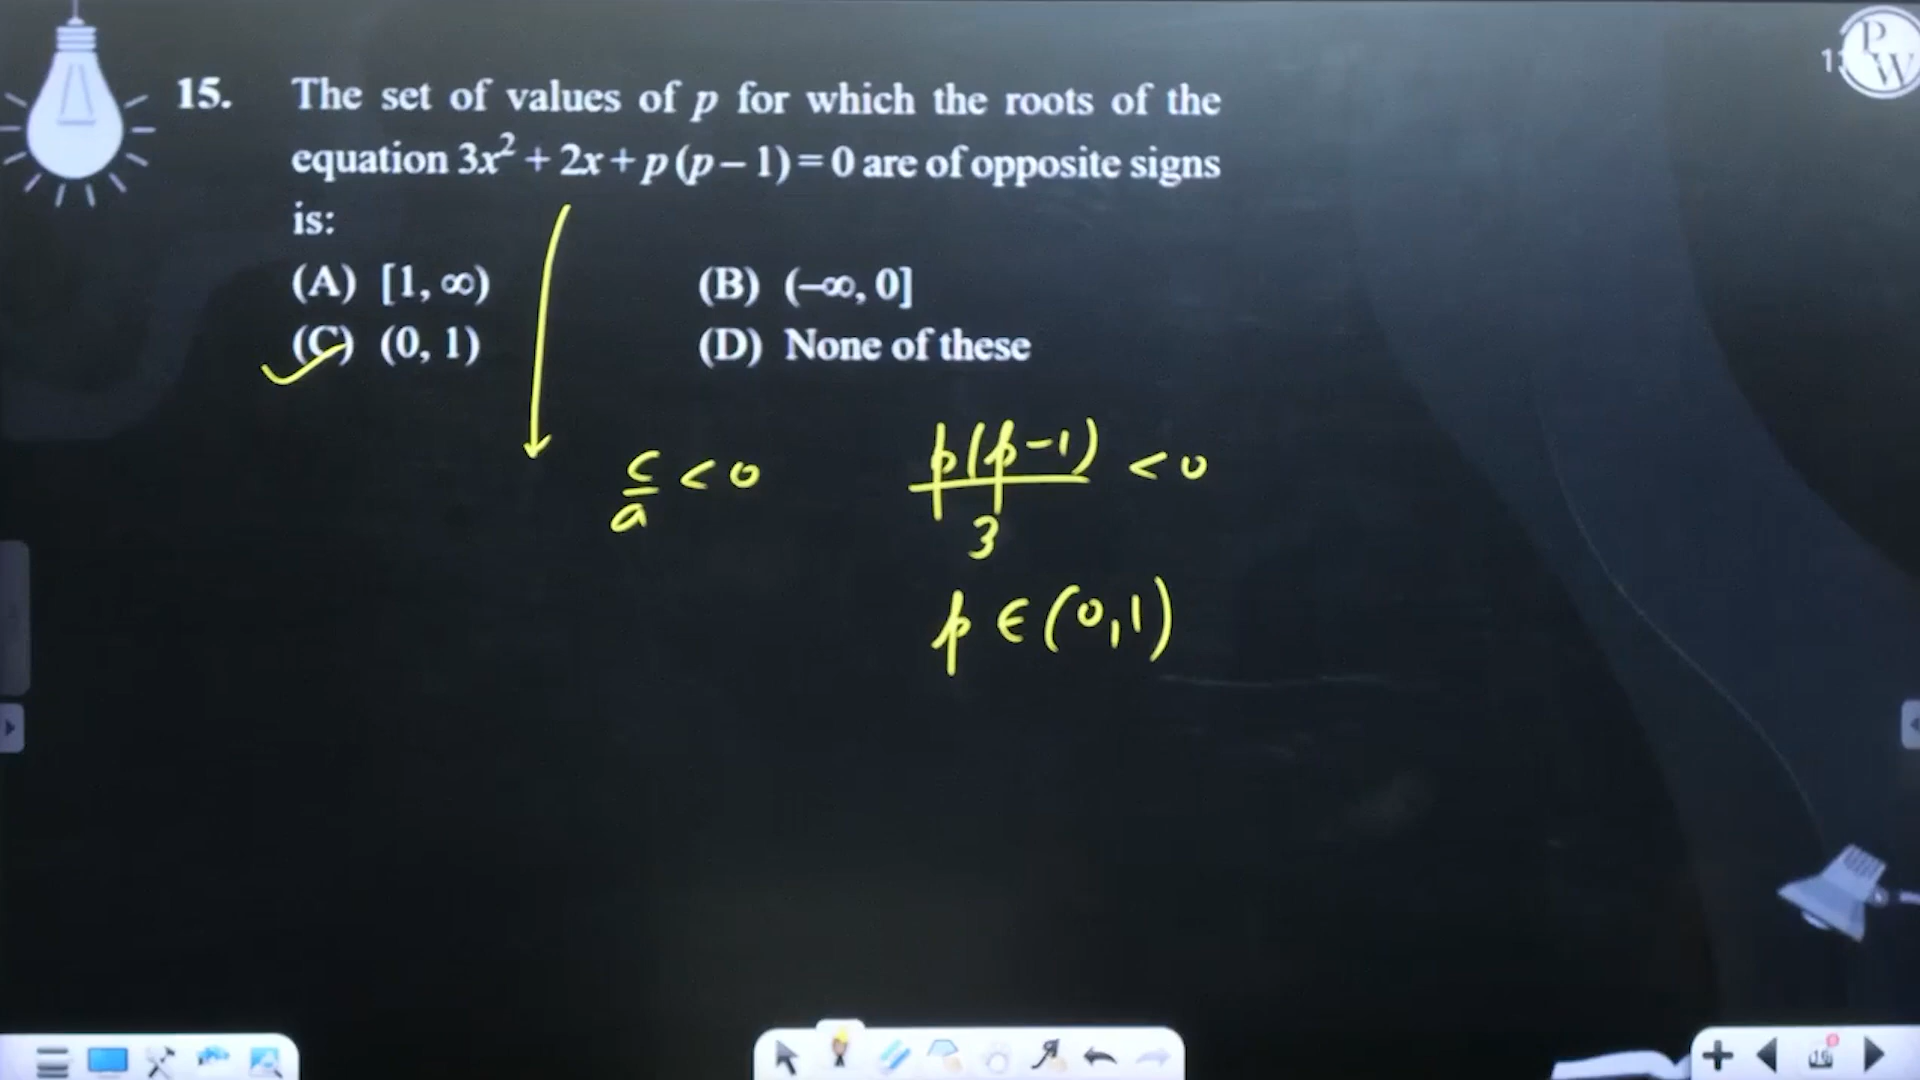 15. The set of values of p for which the roots of the
equation 3x² + 2x + p (p – 1) = 0 are of opposite signs
is:
(A) [1, ∞) (B) (–∞, 0]
(C) (0, 1) (D) None of these
c/a < 0 p(p-1)/3 < 0
p ∈ (0,1)
PW